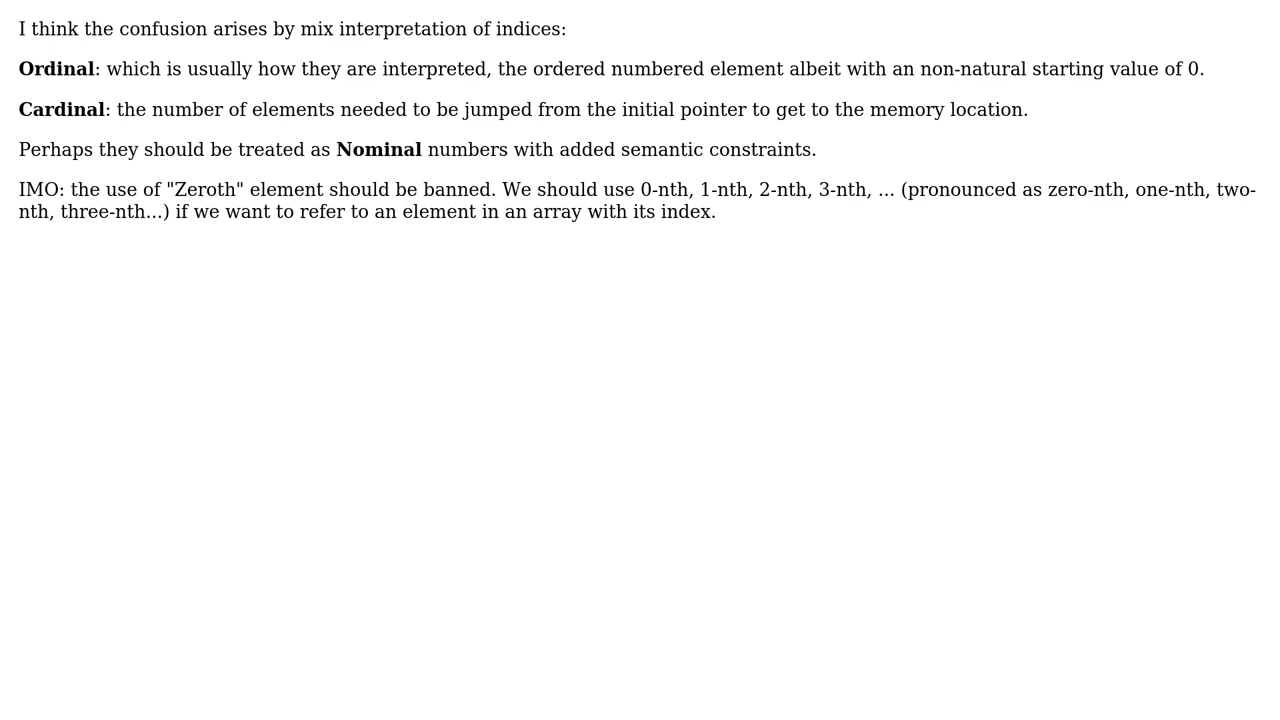 I think the confusion arises by mix interpretation of indices:
Ordinal: which is usually how they are interpreted, the ordered numbered element albeit with an non-natural starting value of 0.
Cardinal: the number of elements needed to be jumped from the initial pointer to get to the memory location.
Perhaps they should be treated as Nominal numbers with added semantic constraints.
IMO: the use of "Zeroth" element should be banned. We should use 0-nth, 1-nth, 2-nth, 3-nth, ... (pronounced as zero-nth, one-nth, two-
nth, three-nth...) if we want to refer to an element in an array with its index.